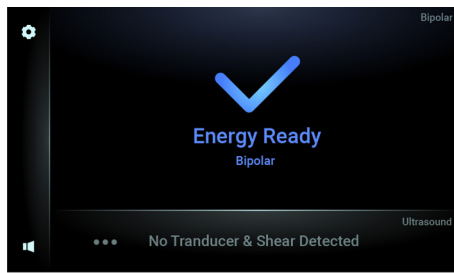 Bipolar
Energy Ready
Bipolar
Ultrasound
No Tranducer & Shear Detected